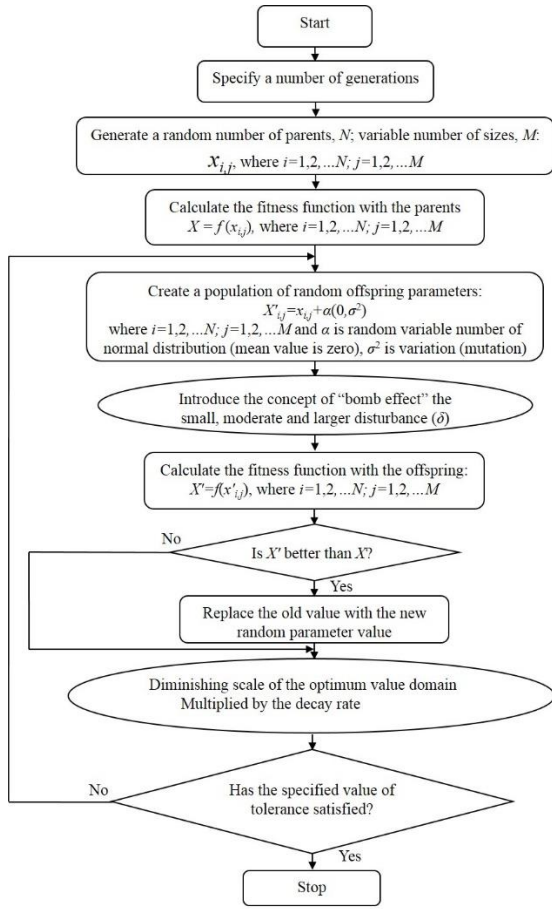 Start
Specify a number of generations
Generate a random number of parents, N; variable number of sizes, M:
x_{i,j}, where i=1,2,...N; j=1,2,...M
Calculate the fitness function with the parents
X = f(x_{i,j}), where i=1,2,...N; j=1,2,...M
Create a population of random offspring parameters:
X'_{i,j}=x_{i,j}+α(0,σ²)
where i=1,2,...N; j=1,2,...M and α is random variable number of
normal distribution (mean value is zero), σ² is variation (mutation)
Introduce the concept of “bomb effect” the
small, moderate and larger disturbance (δ)
Calculate the fitness function with the offspring:
X'=f(x'_{i,j}), where i=1,2,...N; j=1,2,...M
No
Is X' better than X?
Yes
Replace the old value with the new
random parameter value
Diminishing scale of the optimum value domain
Multiplied by the decay rate
No
Has the specified value of
tolerance satisfied?
Yes
Stop